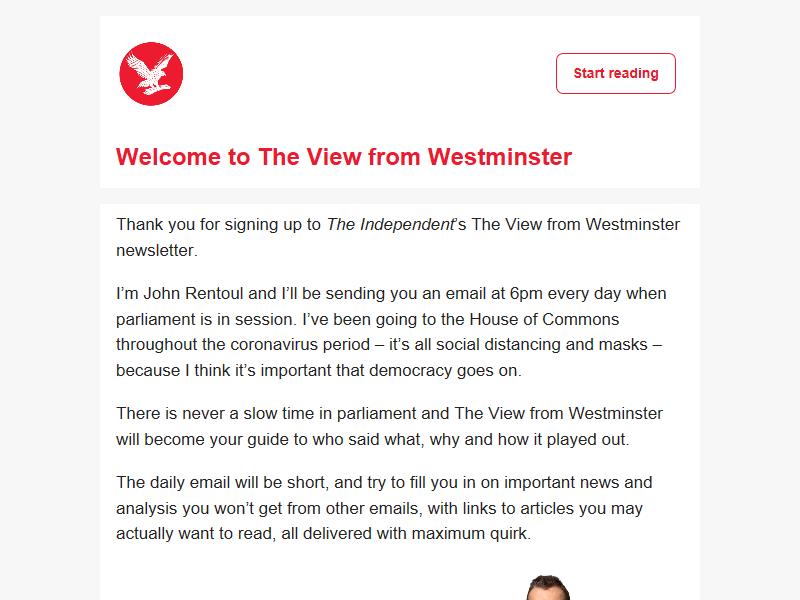 Start reading
Welcome to The View from Westminster
Thank you for signing up to The Independent's The View from Westminster
newsletter.
I’m John Rentoul and I’ll be sending you an email at 6pm every day when
parliament is in session. I’ve been going to the House of Commons
throughout the coronavirus period – it’s all social distancing and masks –
because I think it’s important that democracy goes on.
There is never a slow time in parliament and The View from Westminster
will become your guide to who said what, why and how it played out.
The daily email will be short, and try to fill you in on important news and
analysis you won’t get from other emails, with links to articles you may
actually want to read, all delivered with maximum quirk.